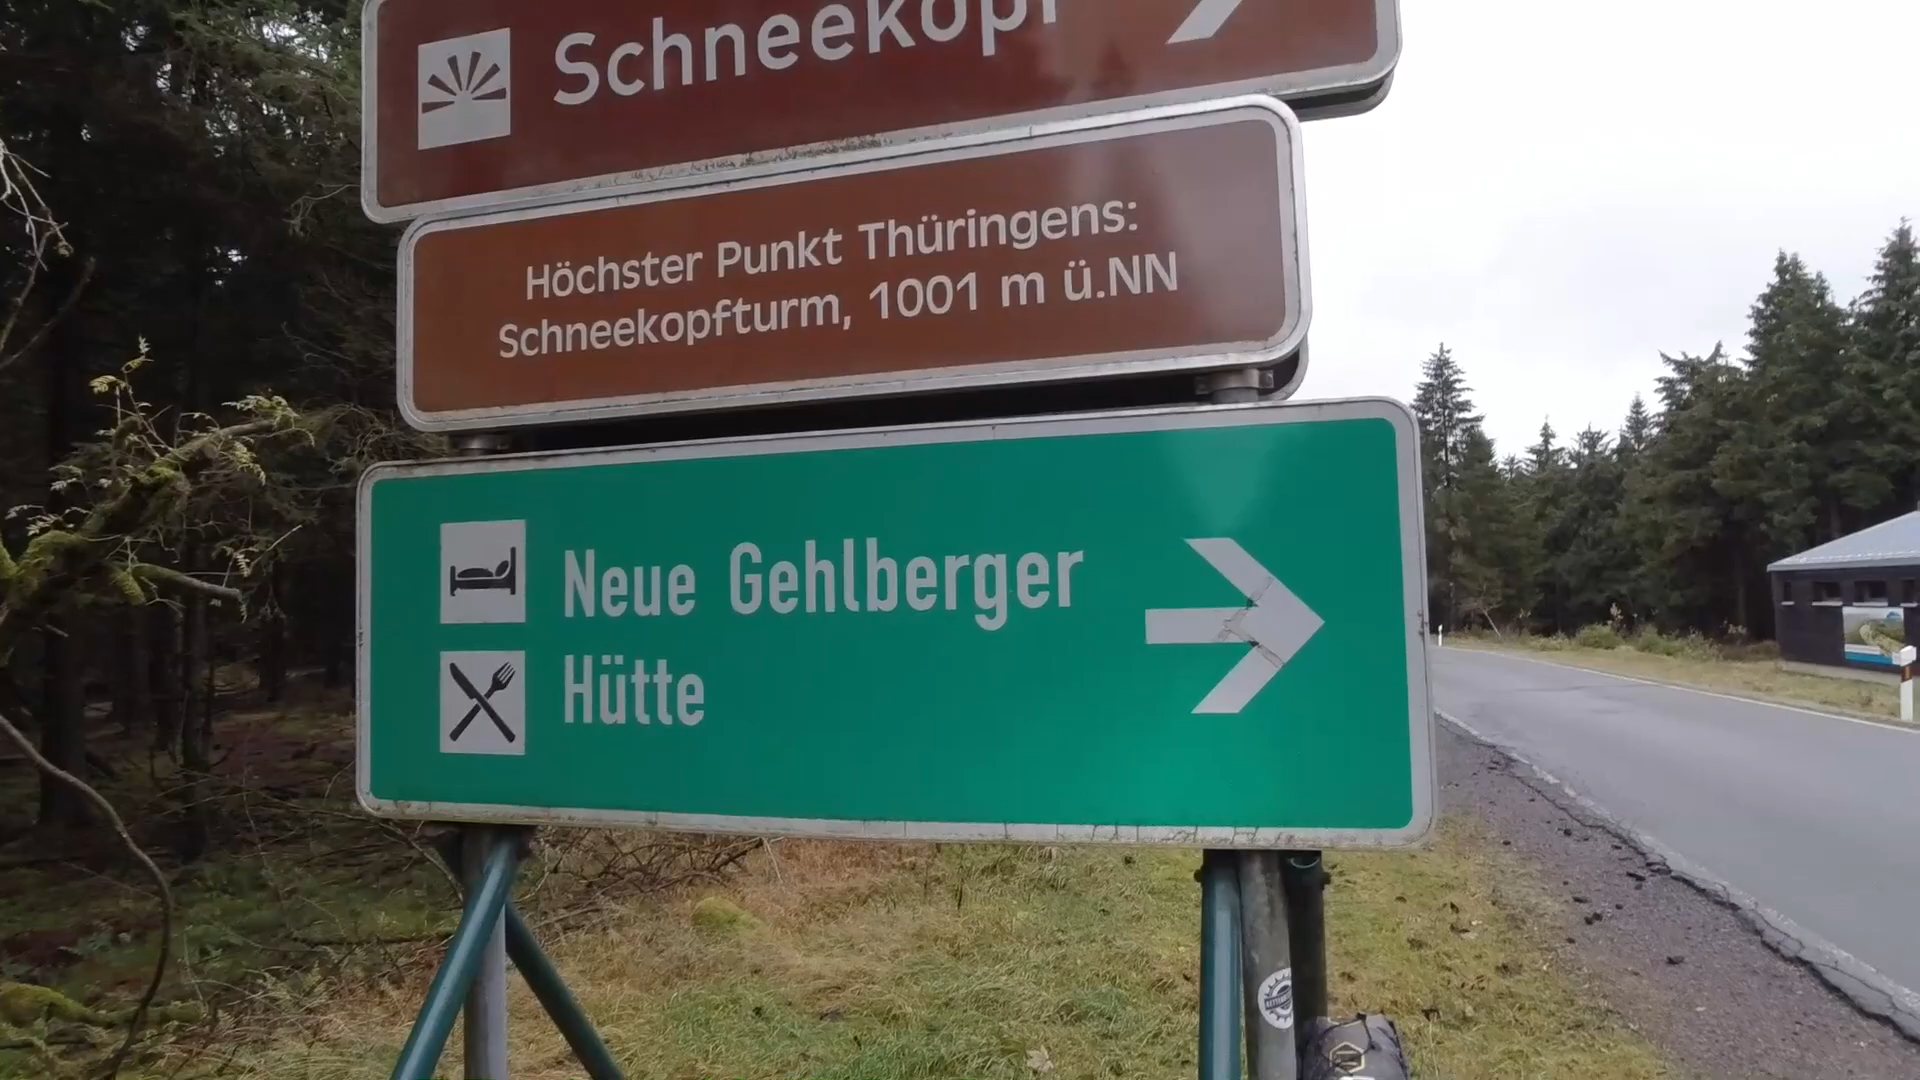 Schneekopf
Höchster Punkt Thüringens:
Schneekopfturm, 1001 m ü.NN
Neue Gehlberger
Hütte